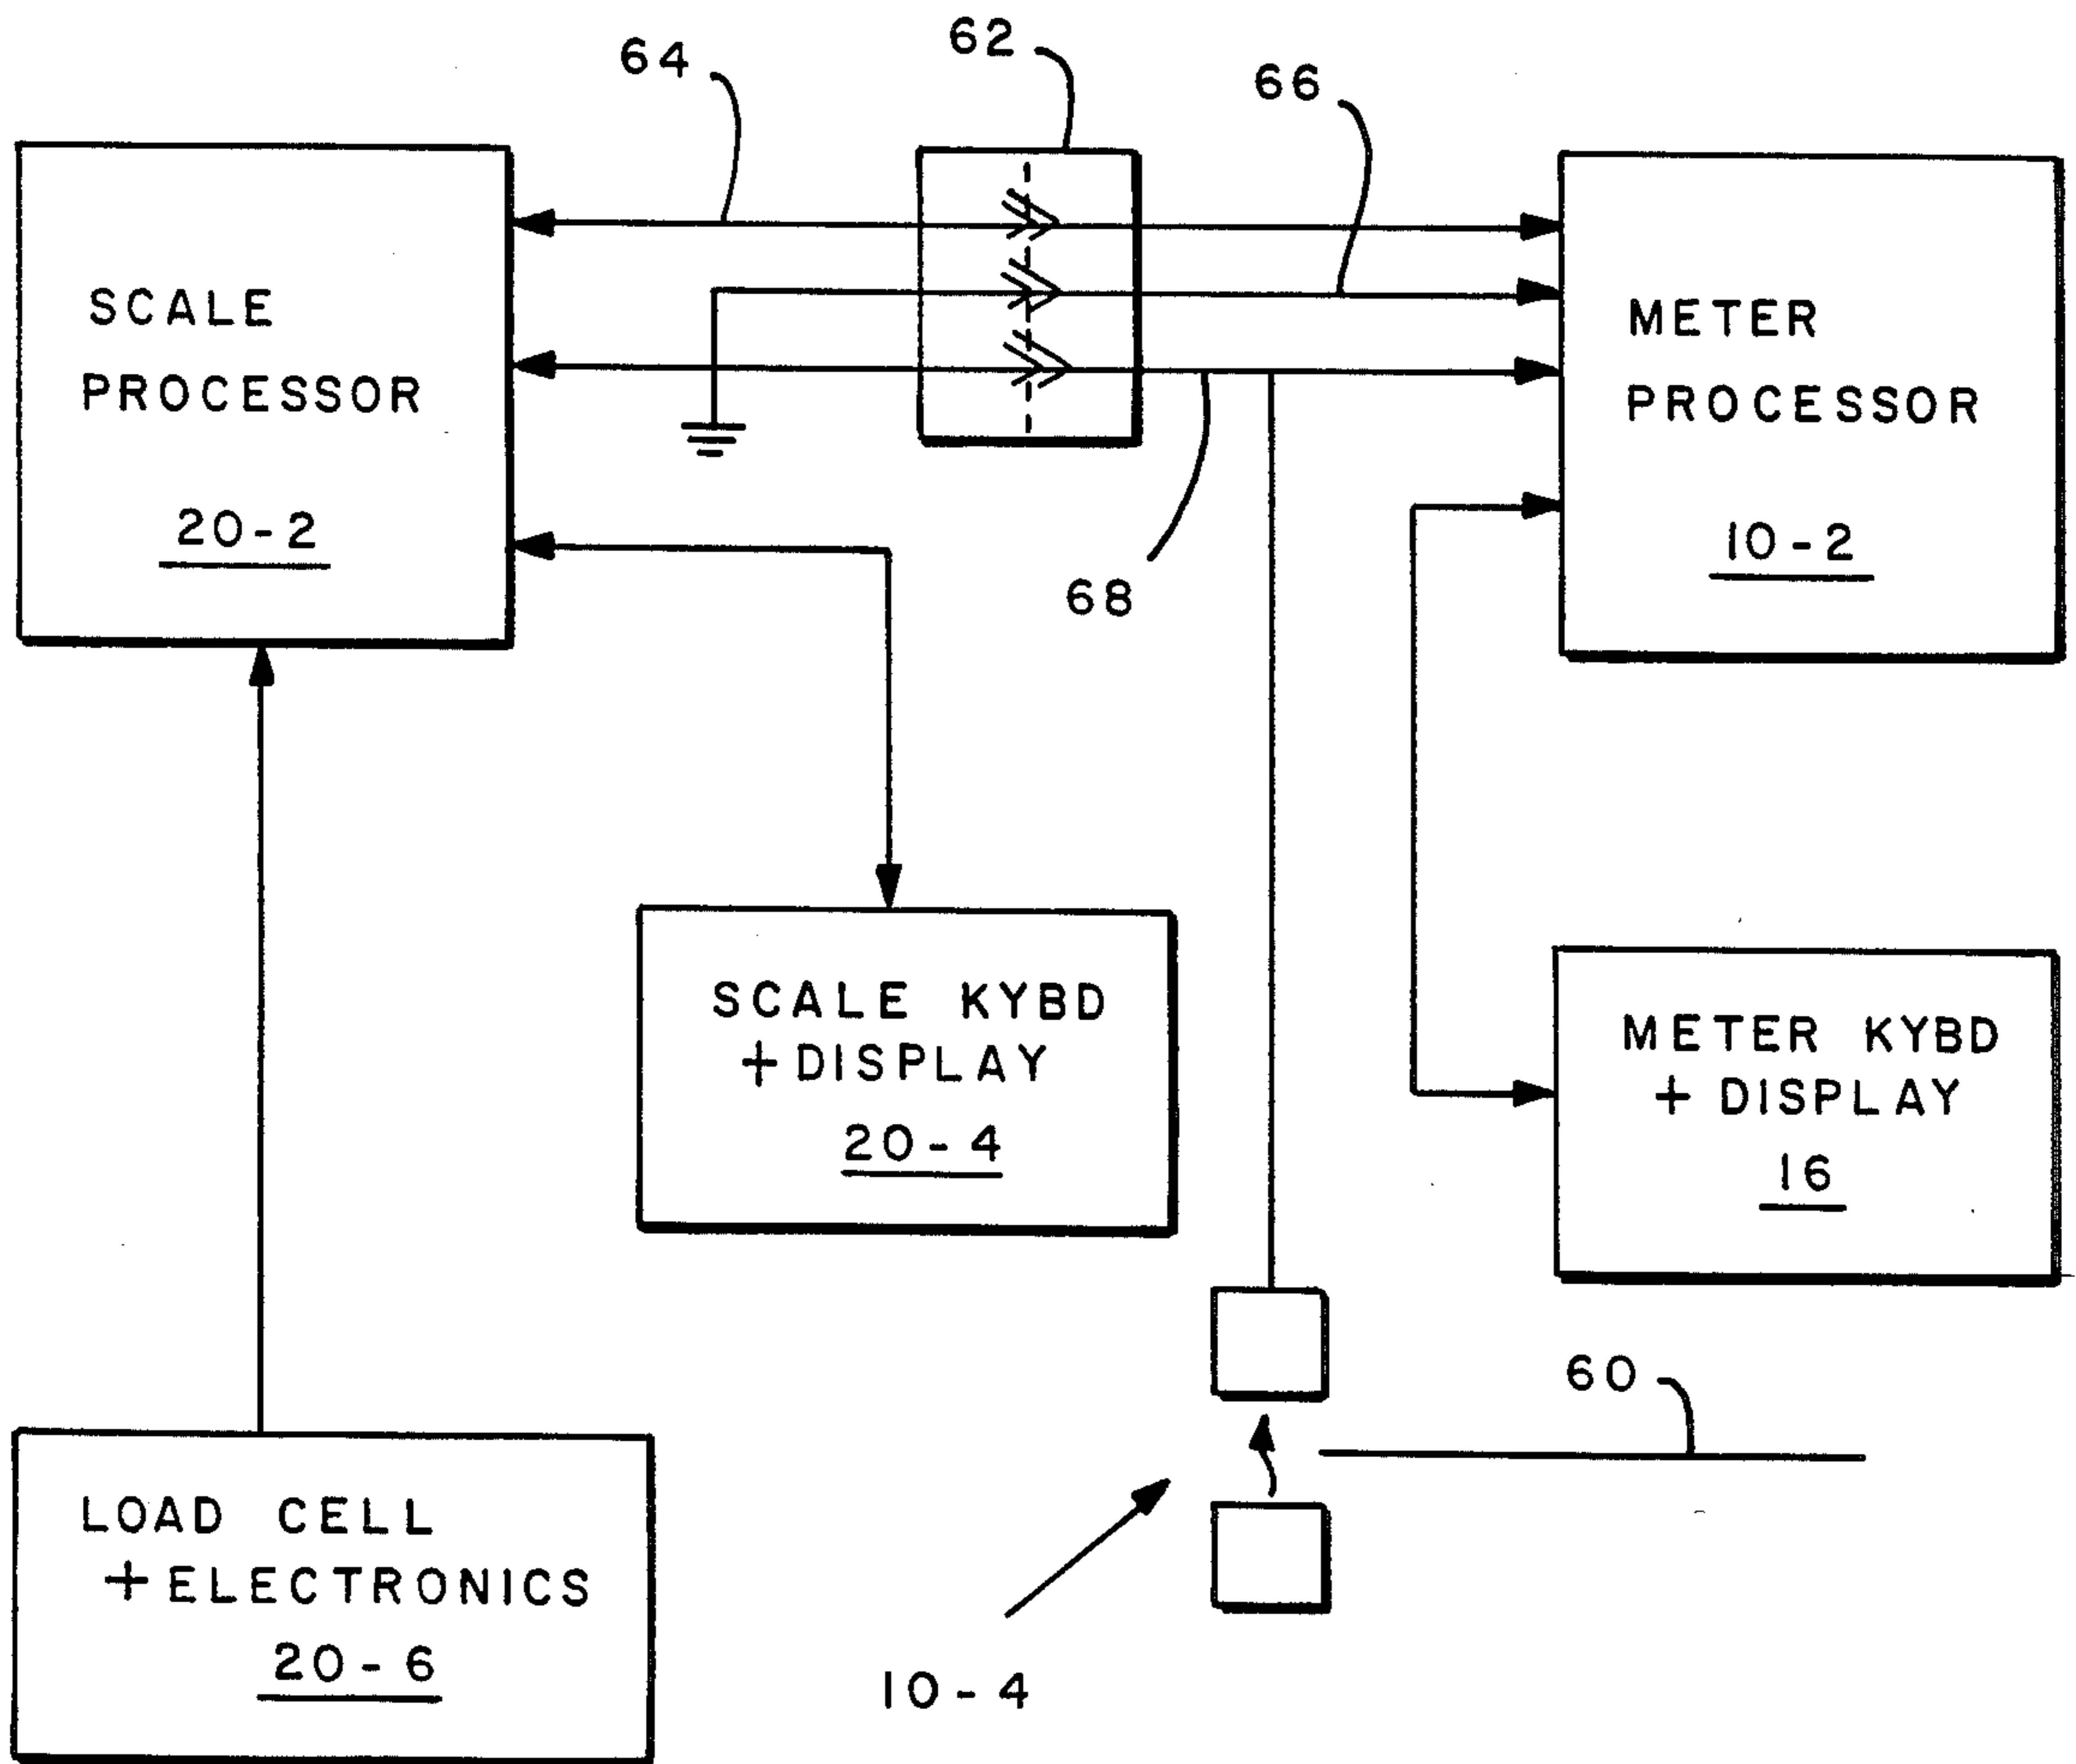 64
62
66
SCALE
PROCESSOR
20-2
METER
PROCESSOR
10-2
68
SCALE KYBD
+ DISPLAY
20-4
METER KYBD
+ DISPLAY
16
60
LOAD CELL
+ ELECTRONICS
20-6
10-4